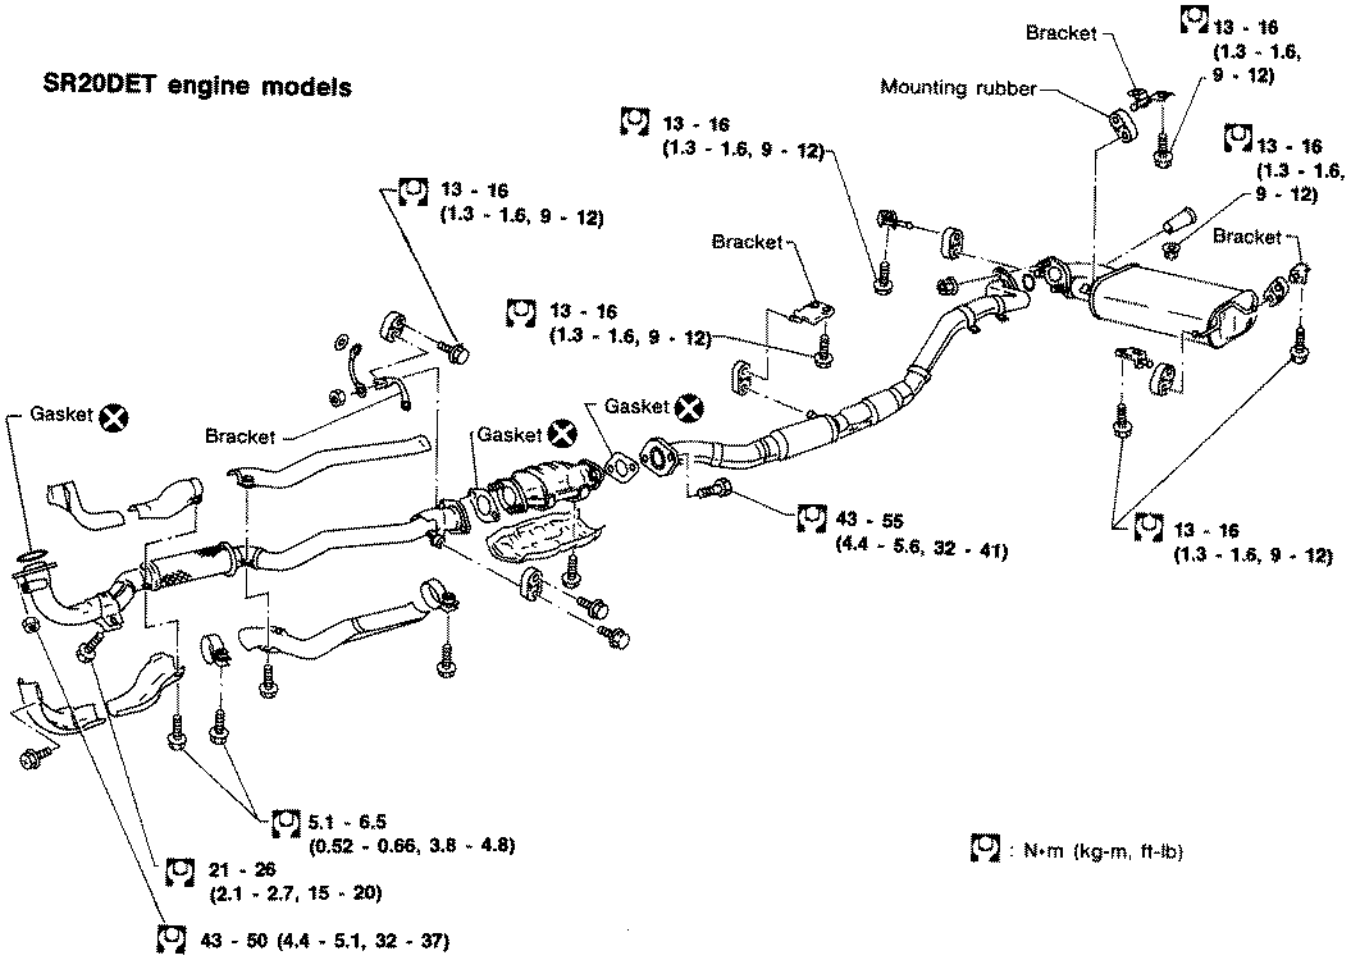 SR20DET engine models
Bracket
13 - 16
(1.3 - 1.6,
9 - 12)
Mounting rubber
13 - 16
(1.3 - 1.6, 9 - 12)
13 - 16
(1.3 - 1.6,
9 - 12)
13 - 16
(1.3 - 1.6, 9 - 12)
Bracket
Bracket
13 - 16
(1.3 - 1.6, 9 - 12)
Gasket
Bracket
Gasket
Gasket
43 - 55
(4.4 - 5.6, 32 - 41)
13 - 16
(1.3 - 1.6, 9 - 12)
5.1 - 6.5
(0.52 - 0.66, 3.8 - 4.8)
21 - 26
(2.1 - 2.7, 15 - 20)
43 - 50 (4.4 - 5.1, 32 - 37)
: N•m (kg-m, ft-lb)